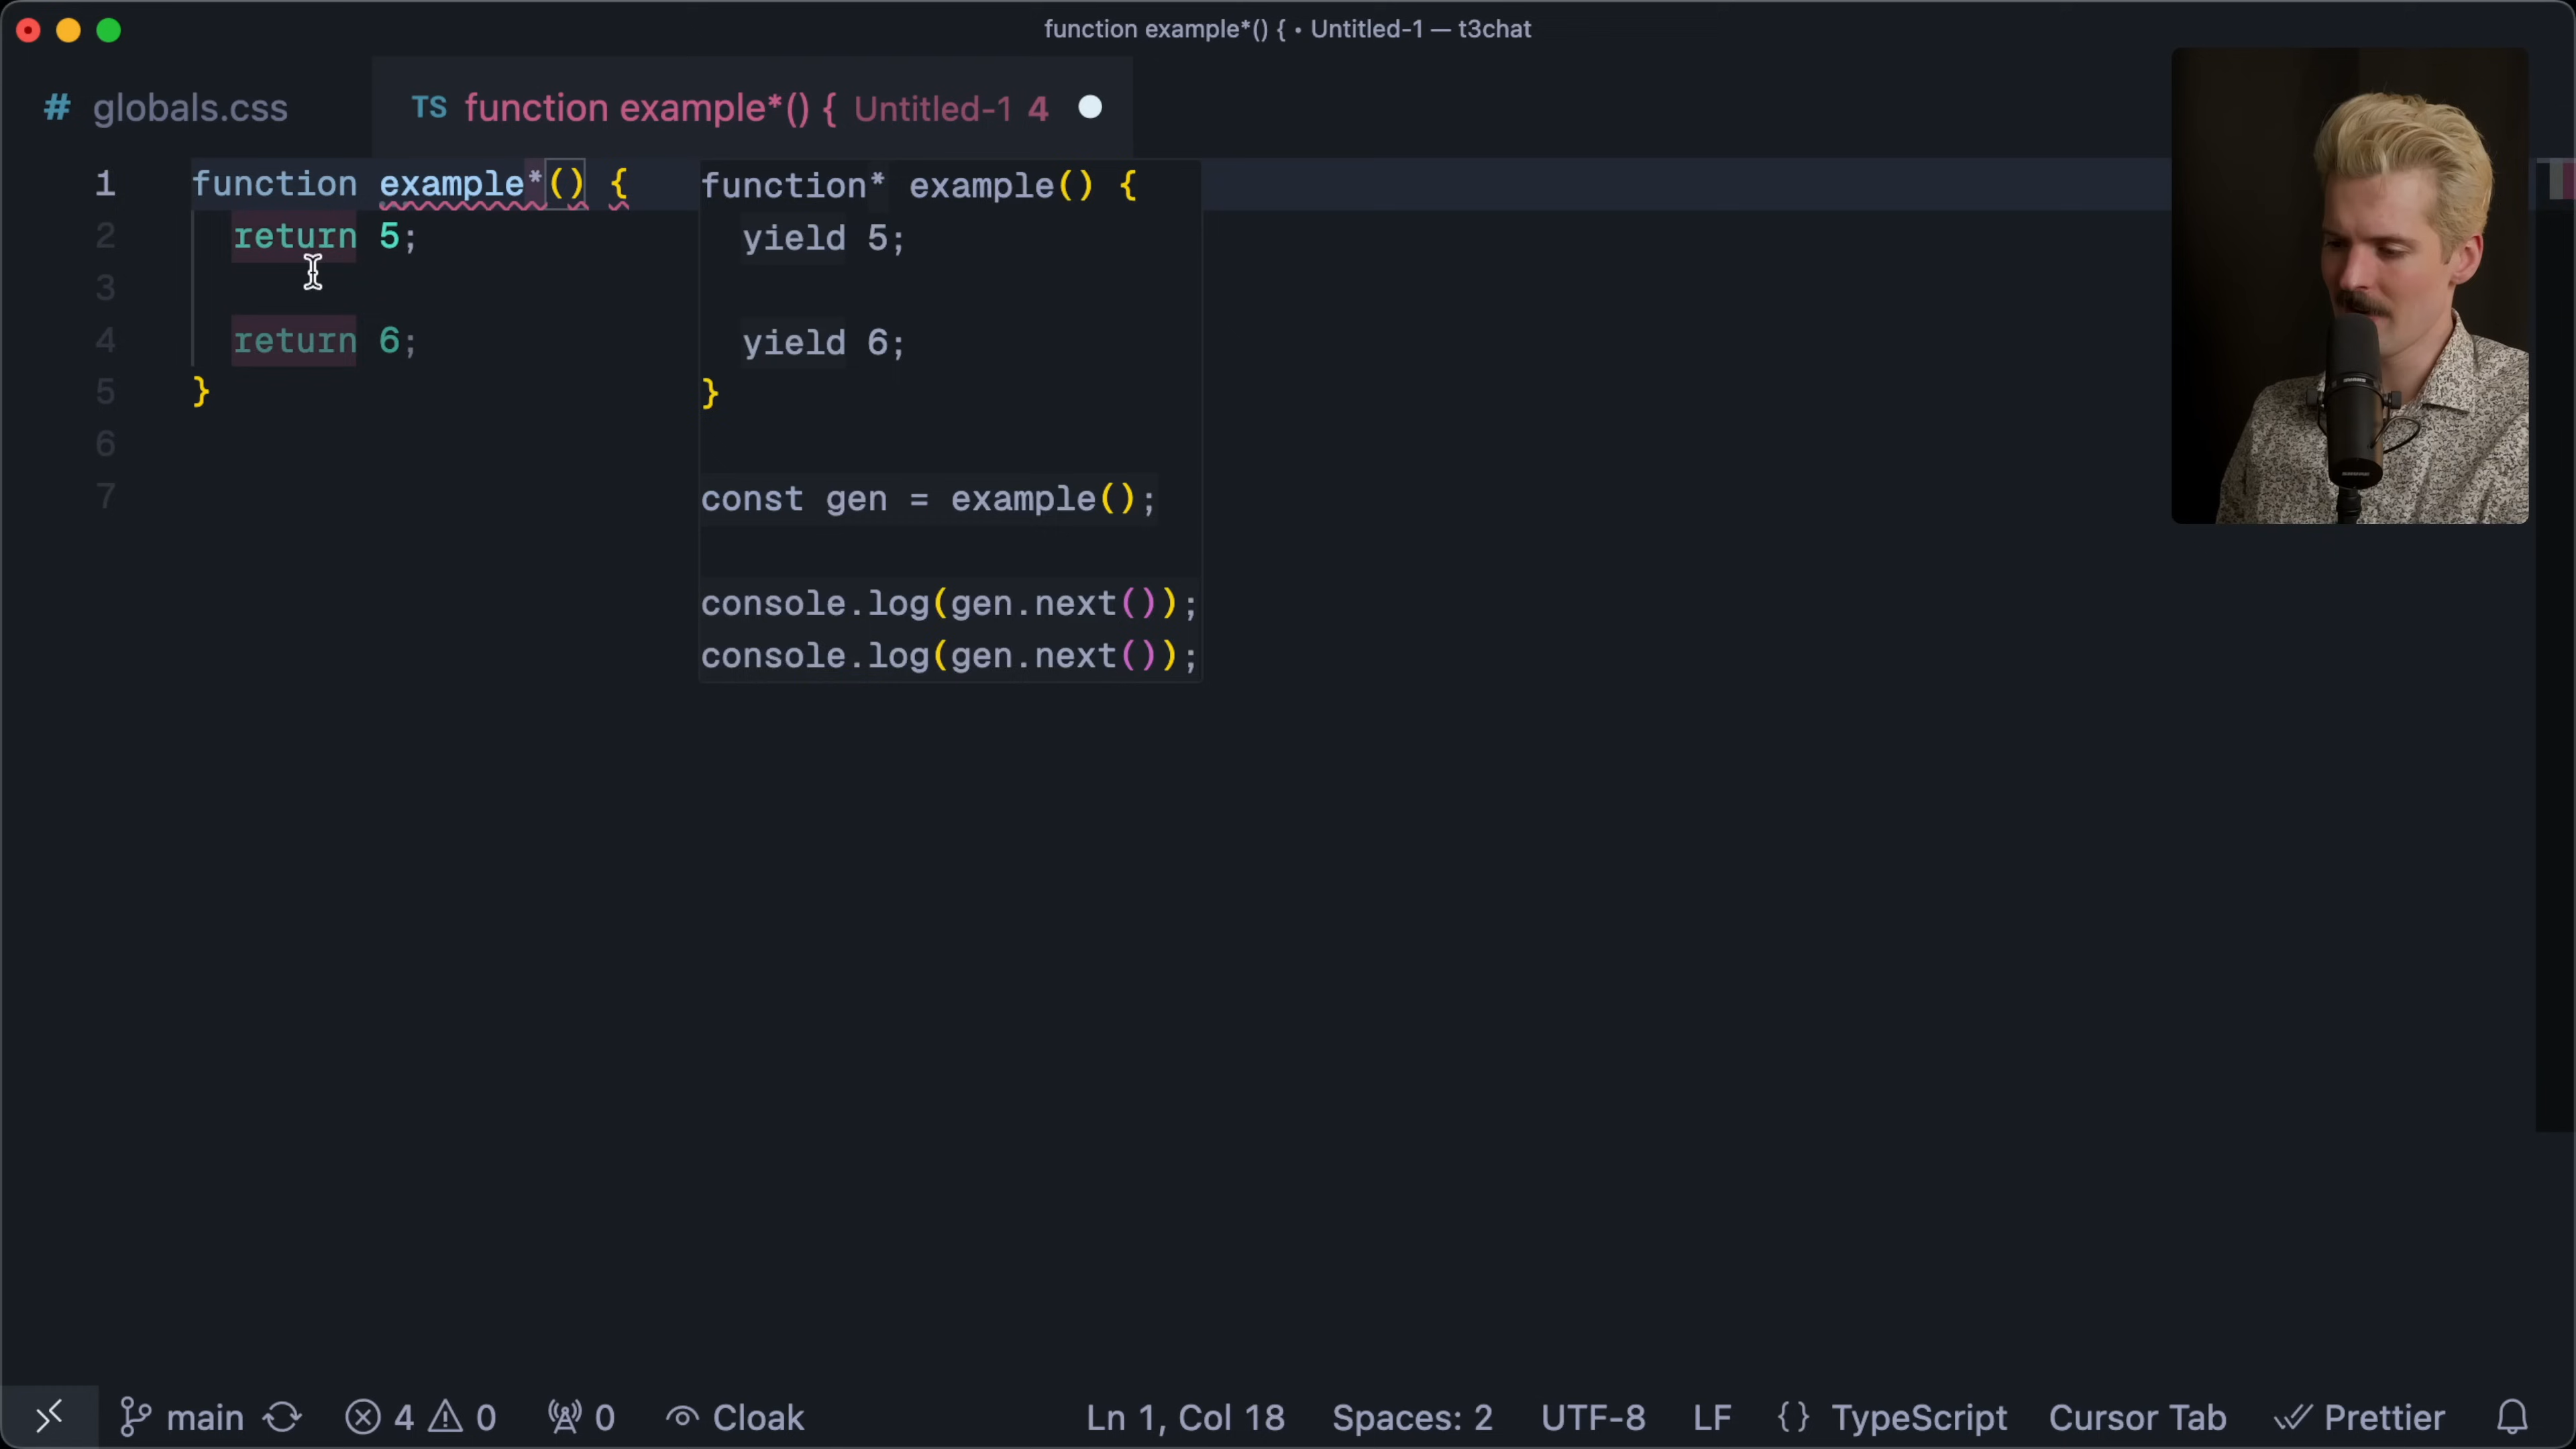 function example*() { • Untitled-1 — t3chat
# globals.css
TS function example*() { Untitled-1 4
1 function example*() {
2 return 5;
3
4 return 6;
5 }
6
7
function* example() {
yield 5;
yield 6;
}
const gen = example();
console.log(gen.next());
console.log(gen.next());
main 4 0 0 Cloak Ln 1, Col 18 Spaces: 2 UTF-8 LF {} TypeScript Cursor Tab Prettier